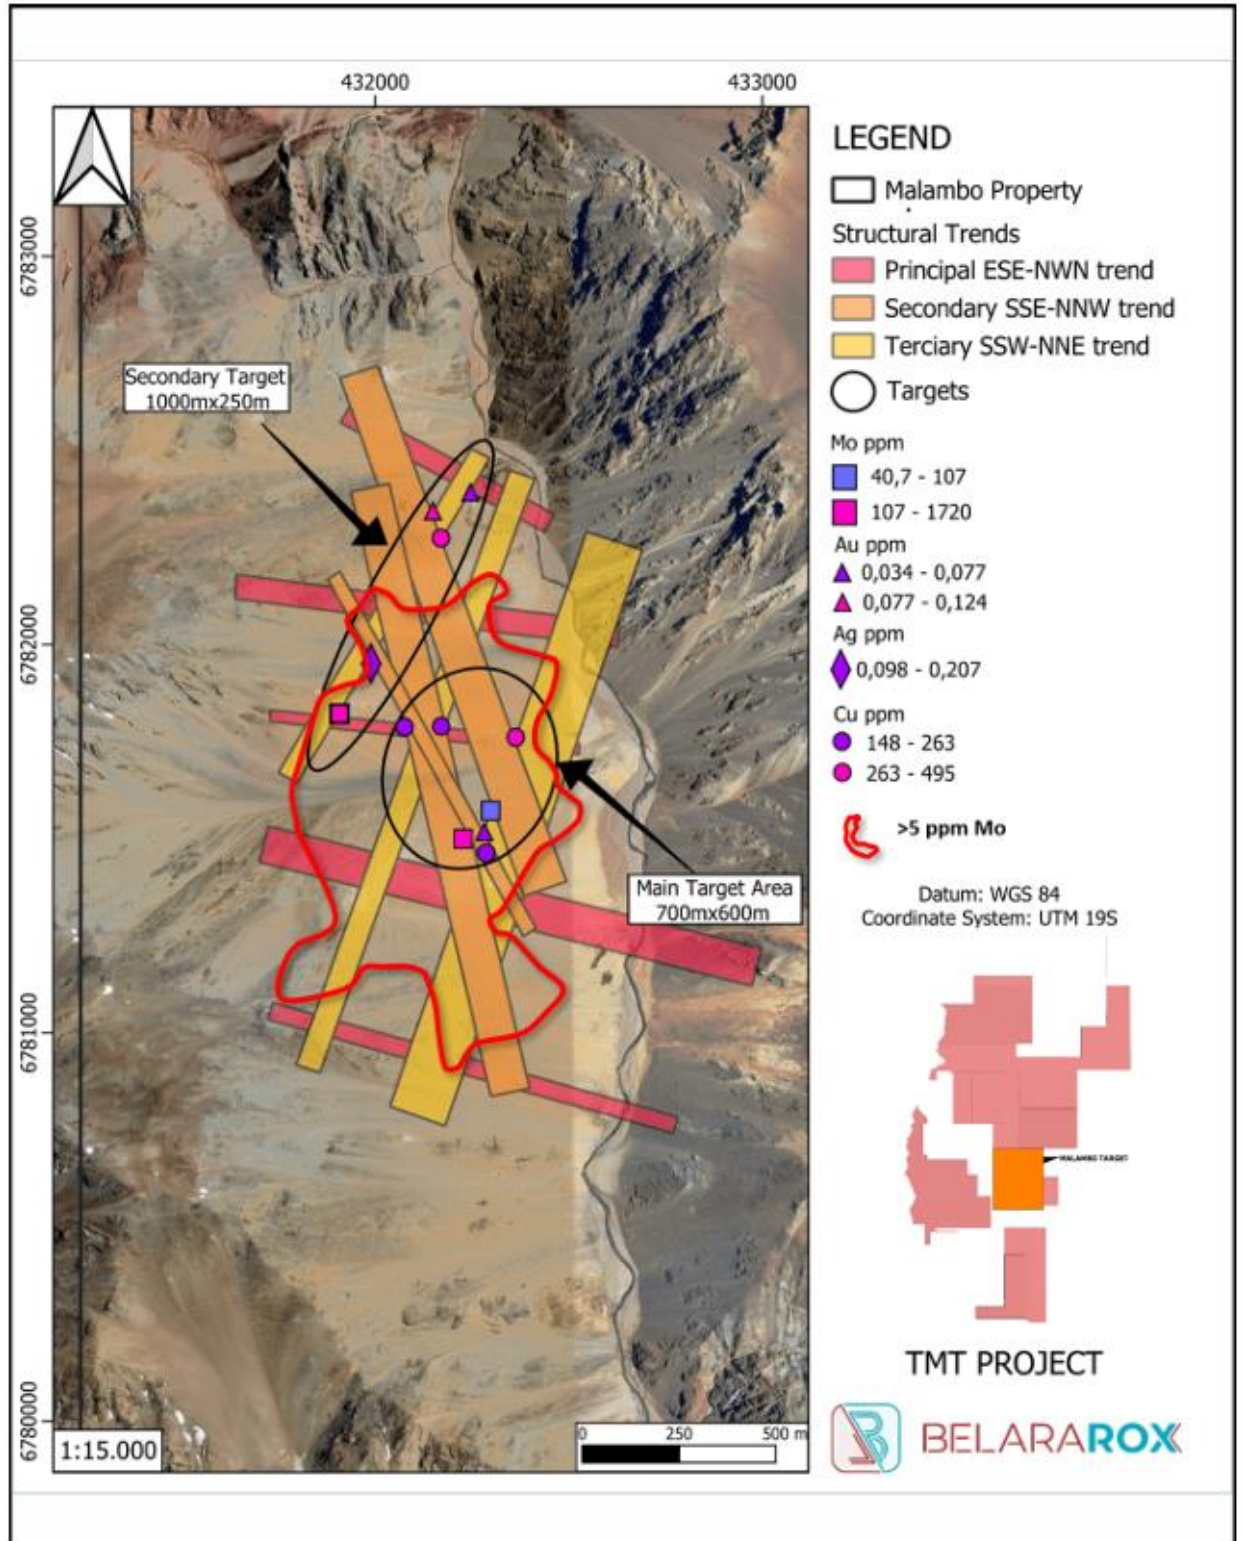 432000
433000
6783000
6782000
6781000
6780000
Secondary Target
1000mx250m
Main Target Area
700mx600m
1:15.000
0 250 500 m
LEGEND
Malambo Property
Structural Trends
Principal ESE-NWN trend
Secondary SSE-NNW trend
Terciary SSW-NNE trend
Targets
Mo ppm
40,7 - 107
107 - 1720
Au ppm
0,034 - 0,077
0,077 - 0,124
Ag ppm
0,098 - 0,207
Cu ppm
148 - 263
263 - 495
>5 ppm Mo
Datum: WGS 84
Coordinate System: UTM 19S
MALAMBO TARGET
TMT PROJECT
BELARAROX